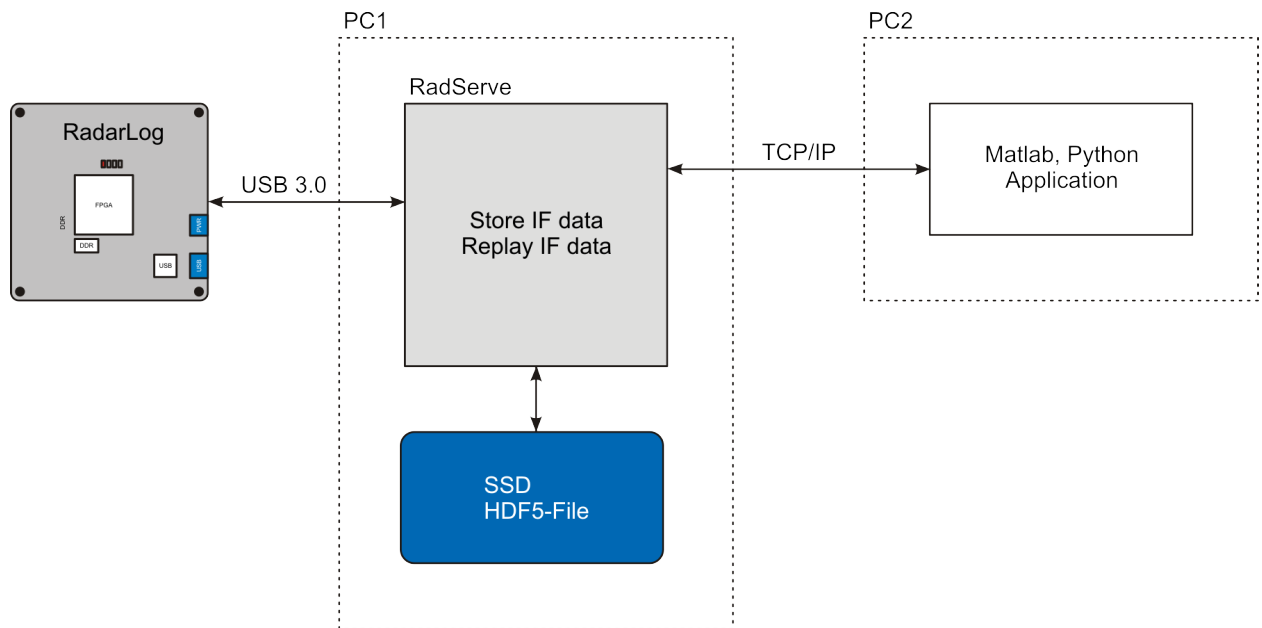 PC1
PC2
RadServe
RadarLog
FPGA
DDR
DDR
PWR
USB
USB
USB 3.0
Store IF data
Replay IF data
TCP/IP
Matlab, Python
Application
SSD
HDF5-File